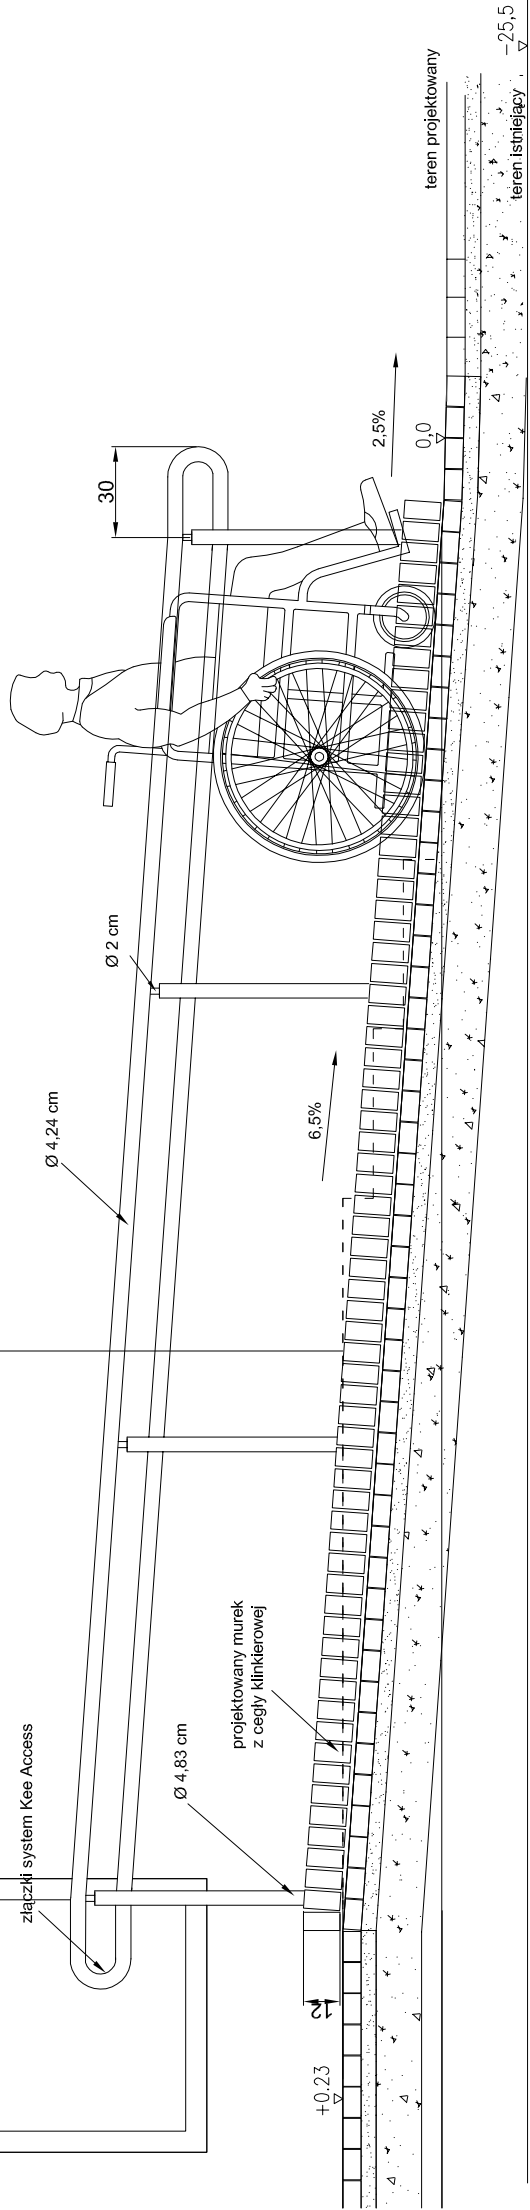 złączki system Kee Access
Ø 4,24 cm
Ø 2 cm
30
Ø 4,83 cm
projektowany murek
z cegły klinkierowej
6,5%
2,5%
12
+0.23
0,0
teren projektowany
teren istniejący
-25,5